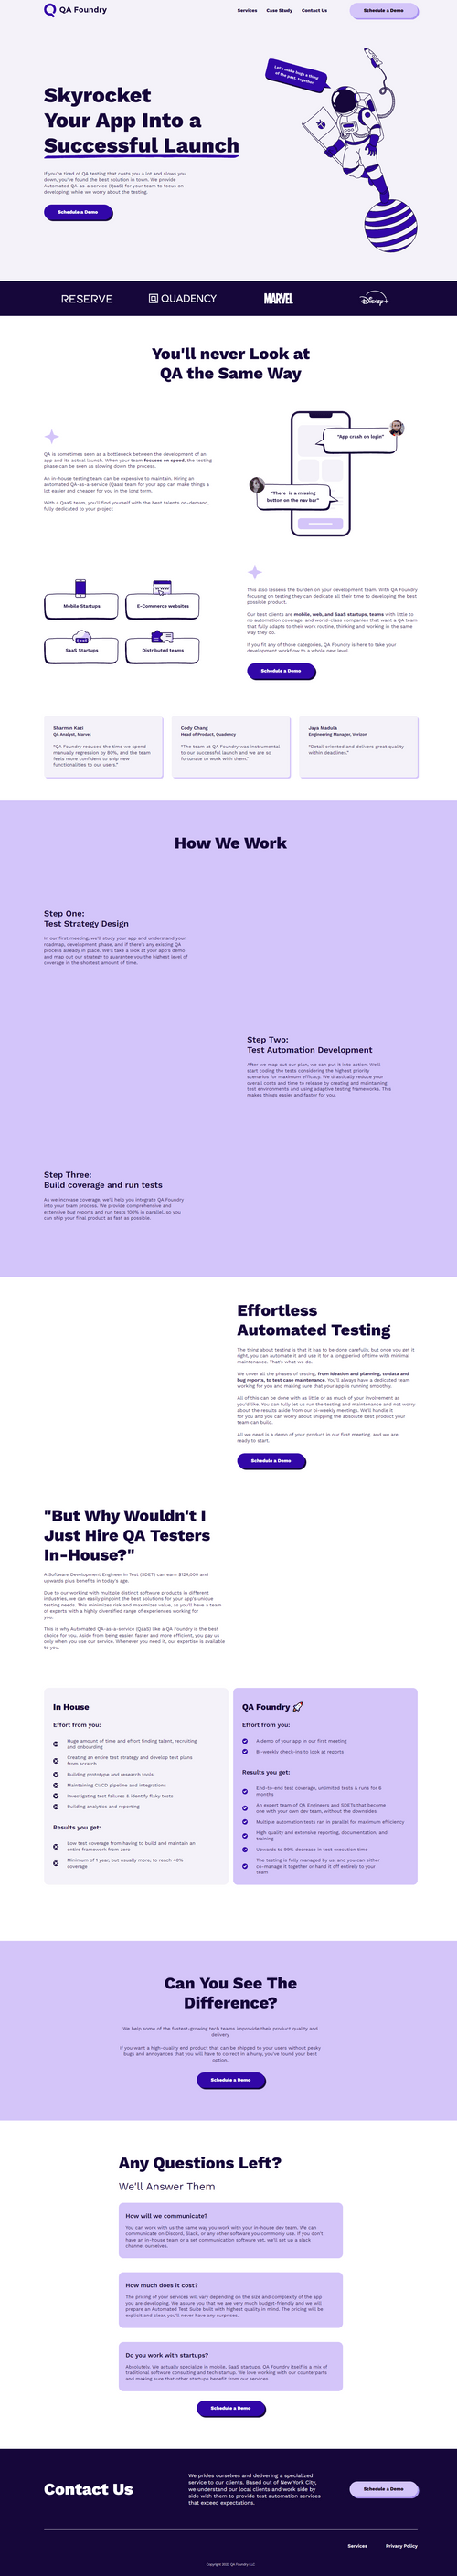 QA Foundry
Services Case Study Contact Us Schedule a Demo
Let's make bugs a thing
of the past, together.
Skyrocket
Your App Into a
Successful Launch
If you're tired of QA testing that costs you a lot and slows you
down, you've found the best solution in town. We provide
Automated QA-as-a service (QaaS) for your team to focus on
developing, while we worry about the testing.
Schedule a Demo
RESERVE QUADENCY MARVEL Disney+
You'll never Look at
QA the Same Way
QA is sometimes seen as a bottleneck between the development of an
app and its actual launch. When your team focuses on speed, the testing
phase can be seen as slowing down the process.
An in-house testing team can be expensive to maintain. Hiring an
automated QA-as-a-service (Qaas) team for your app can make things a
lot easier and cheaper for you in the long term.
With a QaaS team, you'll find yourself with the best talents on-demand,
fully dedicated to your project
"App crash on login"
"There is a missing
button on the nav bar"
Mobile Startups
WWW
E-Commerce websites
SaaS
SaaS Startups
Distributed teams
This also lessens the burden on your development team. With QA Foundry
focusing on testing they can dedicate all their time to developing the best
possible product.
Our best clients are mobile, web, and SaaS startups, teams with little to
no automation coverage, and world-class companies that want a QA team
that fully adapts to their work routine, thinking and working in the same
way they do.
If you fit any of those categories, QA Foundry is here to take your
development workflow to a whole new level.
Schedule a Demo
Sharmin Kazi
QA Analyst, Marvel
"QA Foundry reduced the time we spend
manually regression by 80%, and the team
feels more confident to ship new
functionalities to our users."
Cody Chang
Head of Product, Quadency
"The team at QA Foundry was instrumental
to our successful launch and we are so
fortunate to work with them."
Jaya Madula
Engineering Manager, Verizon
"Detail oriented and delivers great quality
within deadlines."
How We Work
Step One:
Test Strategy Design
In our first meeting, we'll study your app and understand your
roadmap, development phase, and if there's any existing QA
process already in place. We'll take a look at your app's demo
and map out our strategy to guarantee you the highest level of
coverage in the shortest amount of time.
Step Two:
Test Automation Development
After we map out our plan, we can put it into action. We'll
start coding the tests considering the highest priority
scenarios for maximum efficacy. We drastically reduce your
overall costs and time to release by creating and maintaining
test environments and using adaptive testing frameworks. This
makes things easier and faster for you.
Step Three:
Build coverage and run tests
As we increase coverage, we'll help you integrate QA Foundry
into your team process. We provide comprehensive and
extensive bug reports and run tests 100% in parallel, so you
can ship your final product as fast as possible.
Effortless
Automated Testing
The thing about testing is that it has to be done carefully, but once you get it
right, you can automate it and use it for a long period of time with minimal
maintenance. That's what we do.
We cover all the phases of testing, from ideation and planning, to data and
bug reports, to test case maintenance. You'll always have a dedicated team
working for you and making sure that your app is running smoothly.
All of this can be done with as little or as much of your involvement as
you'd like. You can fully let us run the testing and maintenance and not worry
about the results aside from our bi-weekly meetings. We'll handle it
for you and you can worry about shipping the absolute best product your
team can build.
All we need is a demo of your product in our first meeting, and we are
ready to start.
Schedule a Demo
"But Why Wouldn't I
Just Hire QA Testers
In-House?"
A Software Development Engineer in Test (SDET) can earn $124,000 and
upwards plus benefits in today's age.
Due to our working with multiple distinct software products in different
industries, we can easily pinpoint the best solutions for your app's unique
testing needs. This minimizes risk and maximizes value, as you'll have a team
of experts with a highly diversified range of experiences working for
you.
This is why Automated QA-as-a-service (QaaS) like a QA Foundry is the best
choice for you. Aside from being easier, faster and more efficient, you pay us
only when you use our service. Whenever you need it, our expertise is available
to you.
In House
Effort from you:
Huge amount of time and effort finding talent, recruiting
and onboarding
Creating an entire test strategy and develop test plans
from scratch
Building prototype and research tools
Maintaining CI/CD pipeline and integrations
Investigating test failures & identify flaky tests
Building analytics and reporting
Results you get:
Low test coverage from having to build and maintain an
entire framework from zero
Minimum of 1 year, but usually more, to reach 40%
coverage
QA Foundry
Effort from you:
A demo of your app in our first meeting
Bi-weekly check-ins to look at reports
Results you get:
End-to-end test coverage, unlimited tests & runs for 6
months
An expert team of QA Engineers and SDETs that become
one with your own dev team, without the downsides
Multiple automation tests ran in parallel for maximum efficiency
High quality and extensive reporting, documentation, and
training
Upwards to 99% decrease in test execution time
The testing is fully managed by us, and you can either
co-manage it together or hand it off entirely to your
team
Can You See The
Difference?
We help some of the fastest-growing tech teams improvide their product quality and
delivery
If you want a high-quality end product that can be shipped to your users without pesky
bugs and annoyances that you will have to correct in a hurry, you've found your best
option.
Schedule a Demo
Any Questions Left?
We'll Answer Them
How will we communicate?
You can work with us the same way you work with your in-house dev team. We can
communicate on Discord, Slack, or any other software you commonly use. If you don't
have an in-house team or a set communication software yet, we'll set up a slack
channel ourselves.
How much does it cost?
The pricing of your services will vary depending on the size and complexity of the app
you are developing. We assure you that we are very much budget-friendly and we will
prepare an Automated Test Suite built with highest quality in mind. The pricing will be
explicit and clear, you'll never have any surprises.
Do you work with startups?
Absolutely. We actually specialize in mobile, SaaS startups. QA Foundry itself is a mix of
traditional software consulting and tech startup. We love working with our counterparts
and making sure that other startups benefit from our services.
Schedule a Demo
Contact Us
We prides ourselves and delivering a specialized
service to our clients. Based out of New York City,
we understand our local clients and work side by
side with them to provide test automation services
that exceed expectations.
Schedule a Demo
Services Privacy Policy
Copyright 2022 QA Foundry LLC